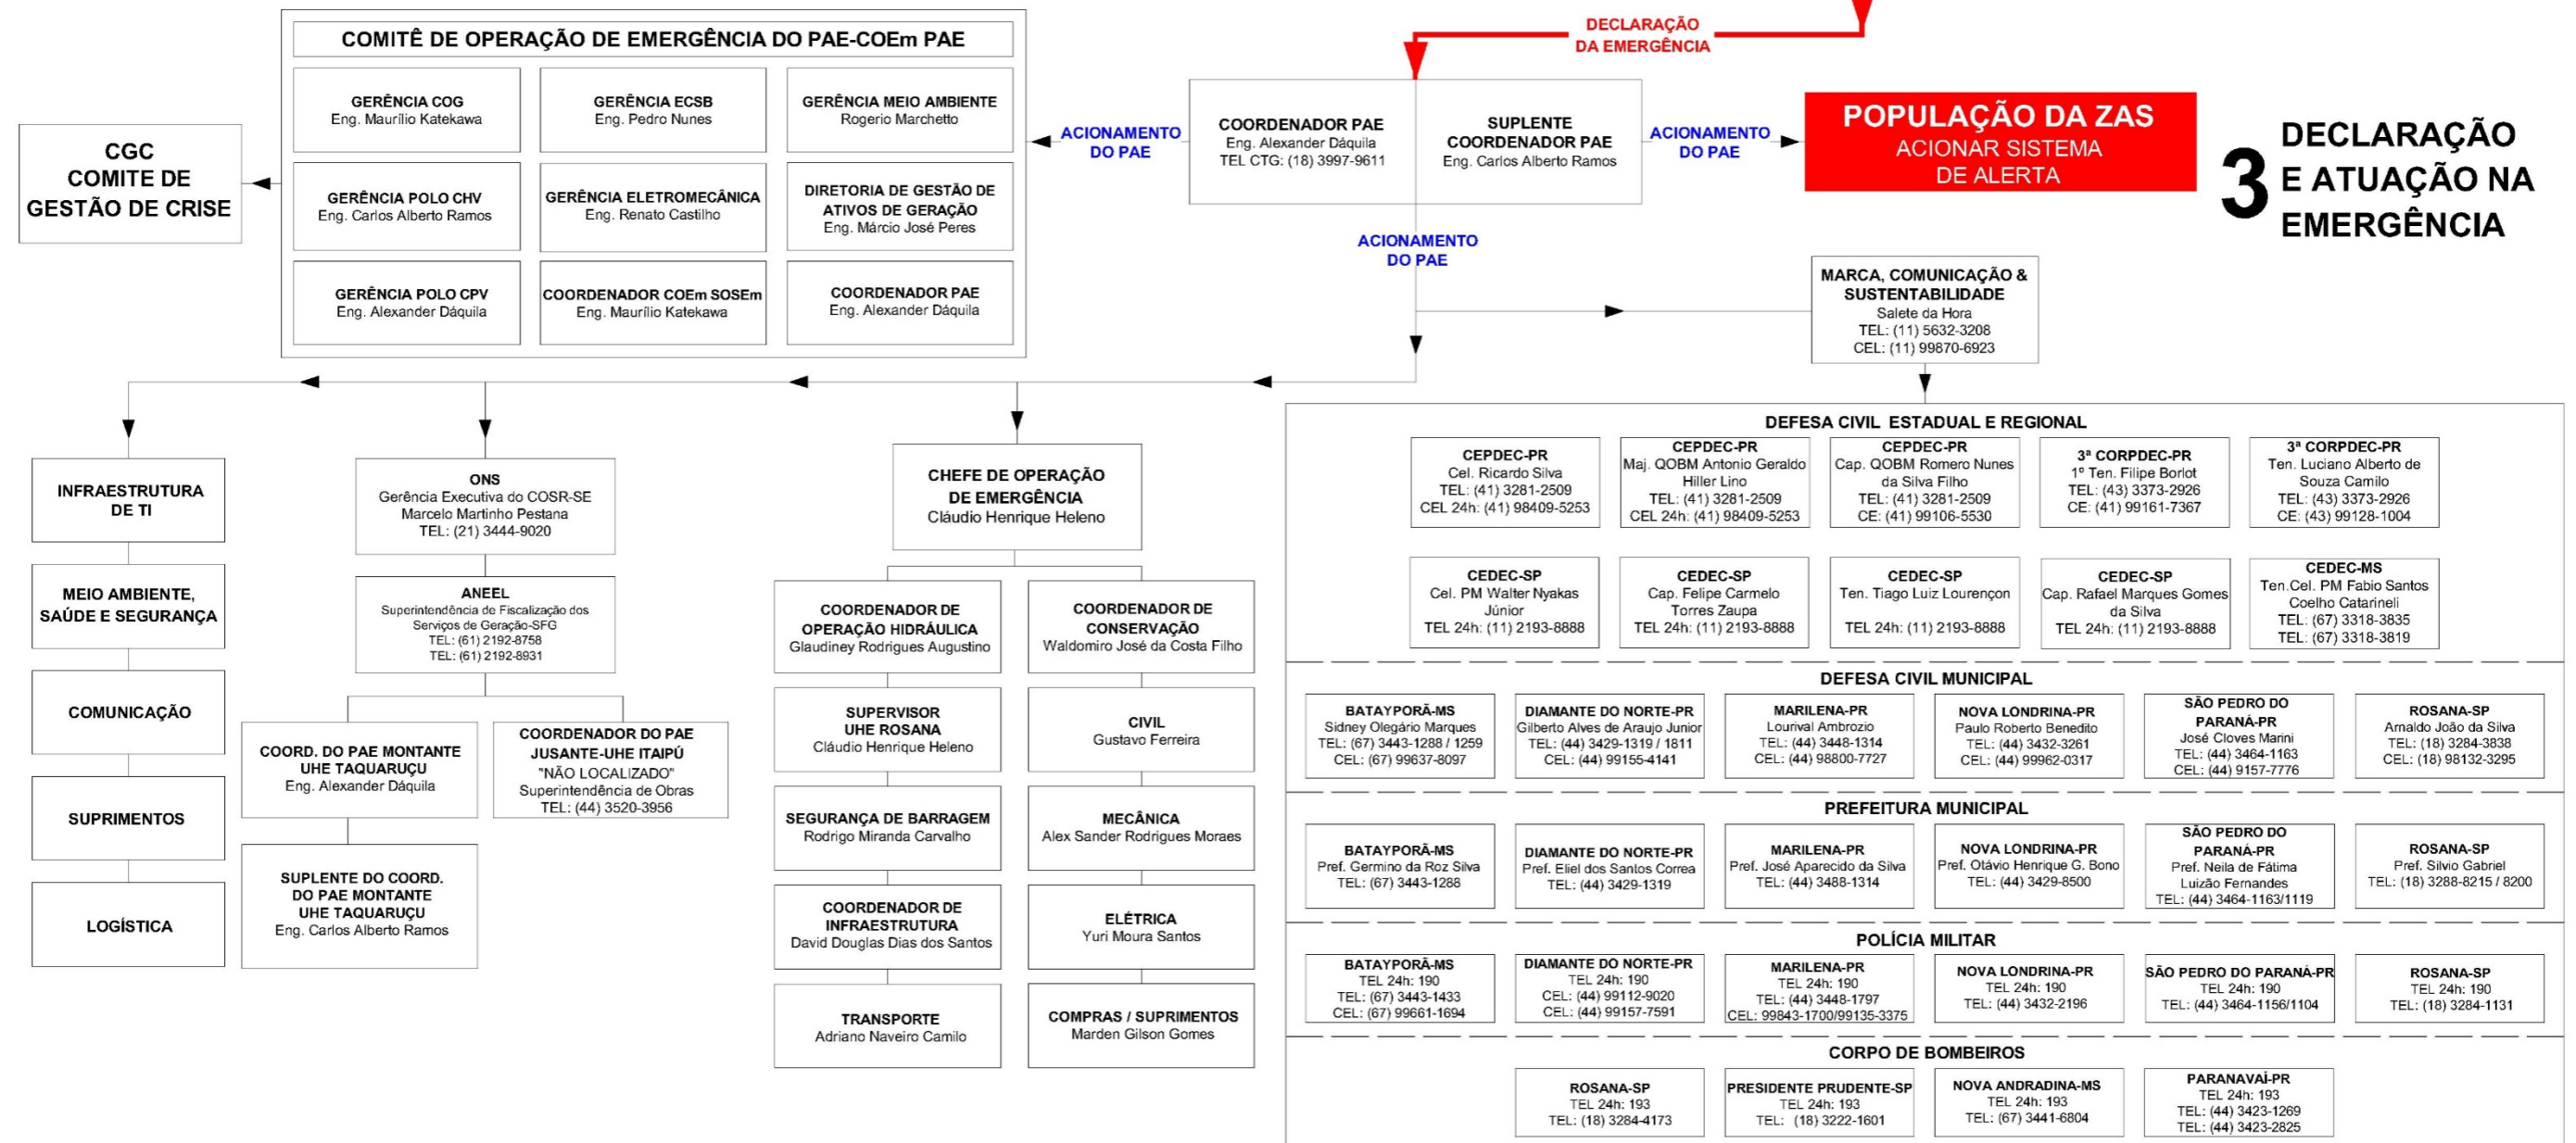 DECLARAÇÃO
DA EMERGÊNCIA
COMITÊ DE OPERAÇÃO DE EMERGÊNCIA DO PAE-COEm PAE
GERÊNCIA COG
Eng. Maurílio Katekawa
GERÊNCIA ECSB
Eng. Pedro Nunes
GERÊNCIA MEIO AMBIENTE
Rogerio Marchetto
GERÊNCIA POLO CHV
Eng. Carlos Alberto Ramos
GERÊNCIA ELETROMECÂNICA
Eng. Renato Castilho
DIRETORIA DE GESTÃO DE
ATIVOS DE GERAÇÃO
Eng. Márcio José Peres
GERÊNCIA POLO CPV
Eng. Alexander Dáquila
COORDENADOR COEm SOSEm
Eng. Maurílio Katekawa
COORDENADOR PAE
Eng. Alexander Dáquila
CGC
COMITE DE
GESTÃO DE CRISE
ACIONAMENTO
DO PAE
COORDENADOR PAE
Eng. Alexander Dáquila
TEL CTG: (18) 3997-9611
SUPLENTE
COORDENADOR PAE
Eng. Carlos Alberto Ramos
ACIONAMENTO
DO PAE
POPULAÇÃO DA ZAS
ACIONAR SISTEMA
DE ALERTA
3
DECLARAÇÃO
E ATUAÇÃO NA
EMERGÊNCIA
ACIONAMENTO
DO PAE
MARCA, COMUNICAÇÃO &
SUSTENTABILIDADE
Salete da Hora
TEL: (11) 5632-3208
CEL: (11) 99870-6923
INFRAESTRUTURA
DE TI
MEIO AMBIENTE,
SAÚDE E SEGURANÇA
COMUNICAÇÃO
SUPRIMENTOS
LOGÍSTICA
ONS
Gerência Executiva do COSR-SE
Marcelo Martinho Pestana
TEL: (21) 3444-9020
ANEEL
Superintendência de Fiscalização dos
Serviços de Geração-SFG
TEL: (61) 2192-8758
TEL: (61) 2192-8931
COORD. DO PAE MONTANTE
UHE TAQUARUÇU
Eng. Alexander Dáquila
COORDENADOR DO PAE
JUSANTE-UHE ITAIPÚ
"NÃO LOCALIZADO"
Superintendência de Obras
TEL: (44) 3520-3956
SUPLENTE DO COORD.
DO PAE MONTANTE
UHE TAQUARUÇU
Eng. Carlos Alberto Ramos
CHEFE DE OPERAÇÃO
DE EMERGÊNCIA
Cláudio Henrique Heleno
COORDENADOR DE
OPERAÇÃO HIDRÁULICA
Glaudiney Rodrigues Augustino
SUPERVISOR
UHE ROSANA
Cláudio Henrique Heleno
SEGURANÇA DE BARRAGEM
Rodrigo Miranda Carvalho
COORDENADOR DE
INFRAESTRUTURA
David Douglas Dias dos Santos
TRANSPORTE
Adriano Naveiro Camilo
COORDENADOR DE
CONSERVAÇÃO
Waldomiro José da Costa Filho
CIVIL
Gustavo Ferreira
MECÂNICA
Alex Sander Rodrigues Moraes
ELÉTRICA
Yuri Moura Santos
COMPRAS / SUPRIMENTOS
Marden Gilson Gomes
DEFESA CIVIL ESTADUAL E REGIONAL
CEPDEC-PR
Cel. Ricardo Silva
TEL: (41) 3281-2509
CEL 24h: (41) 98409-5253
CEPDEC-PR
Maj. QOBM Antonio Geraldo
Hiller Lino
TEL: (41) 3281-2509
CEL 24h: (41) 98409-5253
CEPDEC-PR
Cap. QOBM Romero Nunes
da Silva Filho
TEL: (41) 3281-2509
CE: (41) 99106-5530
3ª CORPDEC-PR
1º Ten. Filipe Borlot
TEL: (43) 3373-2926
CE: (41) 99161-7367
3ª CORPDEC-PR
Ten. Luciano Alberto de
Souza Camilo
TEL: (43) 3373-2926
CE: (43) 99128-1004
CEDEC-SP
Cel. PM Walter Nyakas
Júnior
TEL 24h: (11) 2193-8888
CEDEC-SP
Cap. Felipe Carmelo
Torres Zaupa
TEL 24h: (11) 2193-8888
CEDEC-SP
Ten. Tiago Luiz Lourençon
TEL 24h: (11) 2193-8888
CEDEC-SP
Cap. Rafael Marques Gomes
da Silva
TEL 24h: (11) 2193-8888
CEDEC-MS
Ten.Cel. PM Fabio Santos
Coelho Catarineli
TEL: (67) 3318-3835
TEL: (67) 3318-3819
DEFESA CIVIL MUNICIPAL
BATAYPORÃ-MS
Sidney Olegário Marques
TEL: (67) 3443-1288 / 1259
CEL: (67) 99637-8097
DIAMANTE DO NORTE-PR
Gilberto Alves de Araujo Junior
TEL: (44) 3429-1319 / 1811
CEL: (44) 99155-4141
MARILENA-PR
Lourival Ambrozio
TEL: (44) 3448-1314
CEL: (44) 98800-7727
NOVA LONDRINA-PR
Paulo Roberto Benedito
TEL: (44) 3432-3261
CEL: (44) 99962-0317
SÃO PEDRO DO
PARANÁ-PR
José Cloves Marini
TEL: (44) 3464-1163
CEL: (44) 9157-7776
ROSANA-SP
Arnaldo João da Silva
TEL: (18) 3284-3838
CEL: (18) 98132-3295
PREFEITURA MUNICIPAL
BATAYPORÃ-MS
Pref. Germino da Roz Silva
TEL: (67) 3443-1288
DIAMANTE DO NORTE-PR
Pref. Eliel dos Santos Correa
TEL: (44) 3429-1319
MARILENA-PR
Pref. José Aparecido da Silva
TEL: (44) 3488-1314
NOVA LONDRINA-PR
Pref. Otávio Henrique G. Bono
TEL: (44) 3429-8500
SÃO PEDRO DO
PARANÁ-PR
Pref. Neila de Fátima
Luizão Fernandes
TEL: (44) 3464-1163/1119
ROSANA-SP
Pref. Silvio Gabriel
TEL: (18) 3288-8215 / 8200
POLÍCIA MILITAR
BATAYPORÃ-MS
TEL 24h: 190
TEL: (67) 3443-1433
CEL: (67) 99661-1694
DIAMANTE DO NORTE-PR
TEL 24h: 190
CEL: (44) 99112-9020
CEL: (44) 99157-7591
MARILENA-PR
TEL 24h: 190
TEL: (44) 3448-1797
CEL: 99843-1700/99135-3375
NOVA LONDRINA-PR
TEL 24h: 190
TEL: (44) 3432-2196
SÃO PEDRO DO PARANÁ-PR
TEL 24h: 190
TEL: (44) 3464-1156/1104
ROSANA-SP
TEL 24h: 190
TEL: (18) 3284-1131
CORPO DE BOMBEIROS
ROSANA-SP
TEL 24h: 193
TEL: (18) 3284-4173
PRESIDENTE PRUDENTE-SP
TEL 24h: 193
TEL: (18) 3222-1601
NOVA ANDRADINA-MS
TEL 24h: 193
TEL: (67) 3441-6804
PARANAVAÍ-PR
TEL 24h: 193
TEL: (44) 3423-1269
TEL: (44) 3423-2825